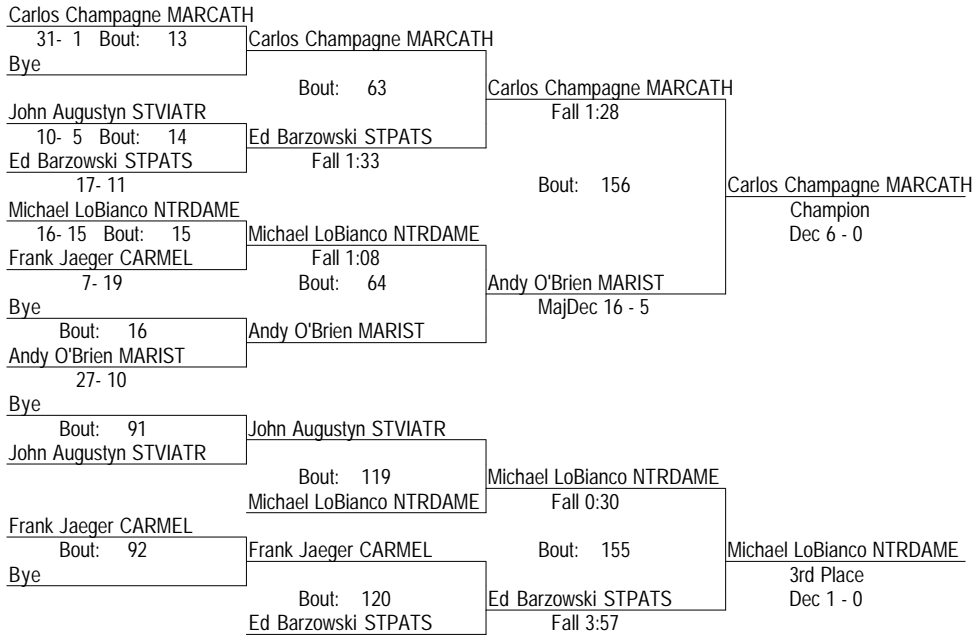 Carlos Champagne MARCATH
31- 1 Bout: 13 Carlos Champagne MARCATH
Bye
Bout: 63 Carlos Champagne MARCATH
John Augustyn STVIATR Fall 1:28
10- 5 Bout: 14 Ed Barzowski STPATS
Ed Barzowski STPATS Fall 1:33
17- 11 Bout: 156 Carlos Champagne MARCATH
Michael LoBianco NTRDAME Champion
16- 15 Bout: 15 Michael LoBianco NTRDAME Dec 6 - 0
Frank Jaeger CARMEL Fall 1:08
7- 19 Bout: 64 Andy O'Brien MARIST
Bye MajDec 16 - 5
Bout: 16 Andy O'Brien MARIST
Andy O'Brien MARIST
27- 10
Bye
Bout: 91 John Augustyn STVIATR
John Augustyn STVIATR
Bout: 119 Michael LoBianco NTRDAME
Michael LoBianco NTRDAME Fall 0:30
Frank Jaeger CARMEL
Bout: 92 Frank Jaeger CARMEL Bout: 155 Michael LoBianco NTRDAME
Bye 3rd Place
Bout: 120 Ed Barzowski STPATS Dec 1 - 0
Ed Barzowski STPATS Fall 3:57